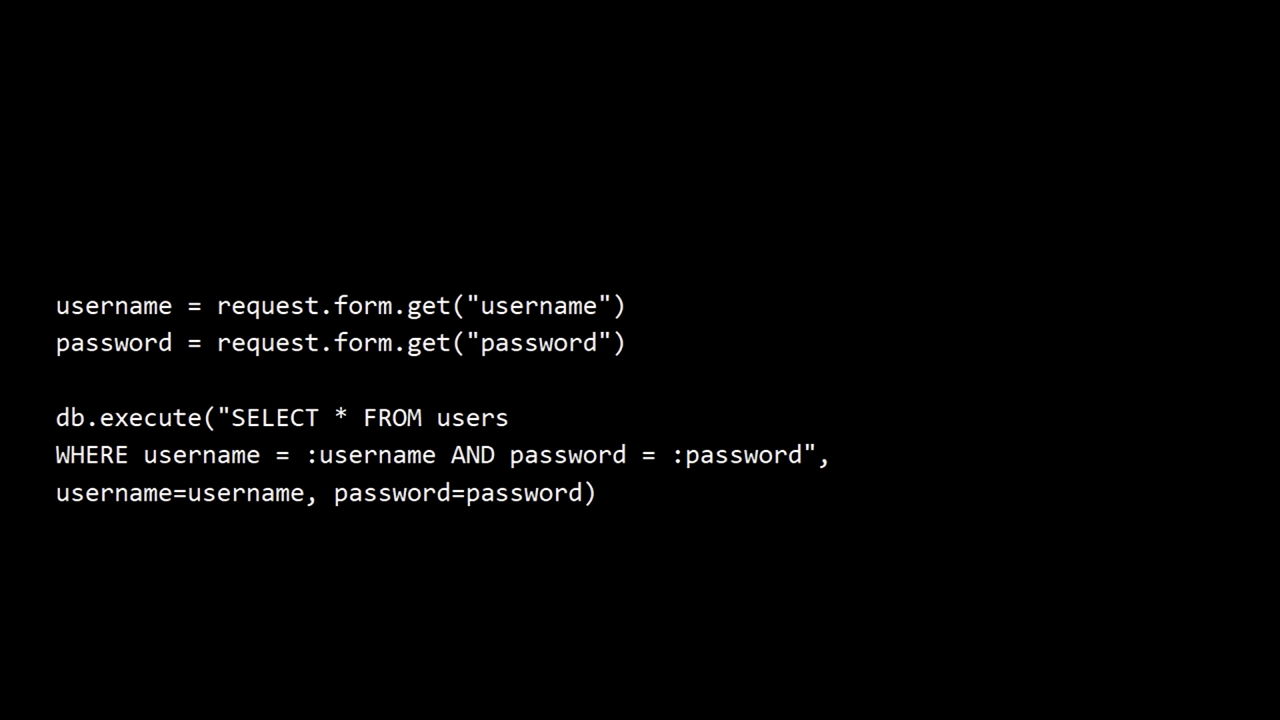 username = request.form.get("username")
password = request.form.get("password")
db.execute("SELECT * FROM users
WHERE username = :username AND password = :password",
username=username, password=password)